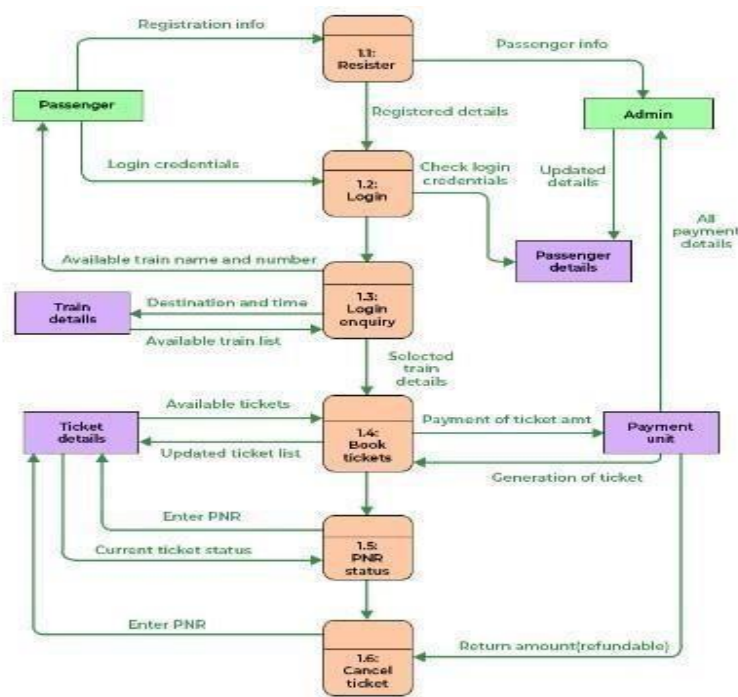 Registration info
1.1:
Resister
Passenger info
Passenger
Admin
Registered details
Login credentials
1.2:
Login
Check login
credentials
Updated
details
All
payment
details
Available train name and number
Passenger
details
Train
details
Destination and time
1.3:
Login
enquiry
Available train list
Selected
train
details
Ticket
details
Available tickets
1.4:
Book
tickets
Payment of ticket amt
Payment
unit
Updated ticket list
Generation of ticket
Enter PNR
1.5:
PNR
status
Current ticket status
Enter PNR
1.6:
Cancel
ticket
Return amount(refundable)